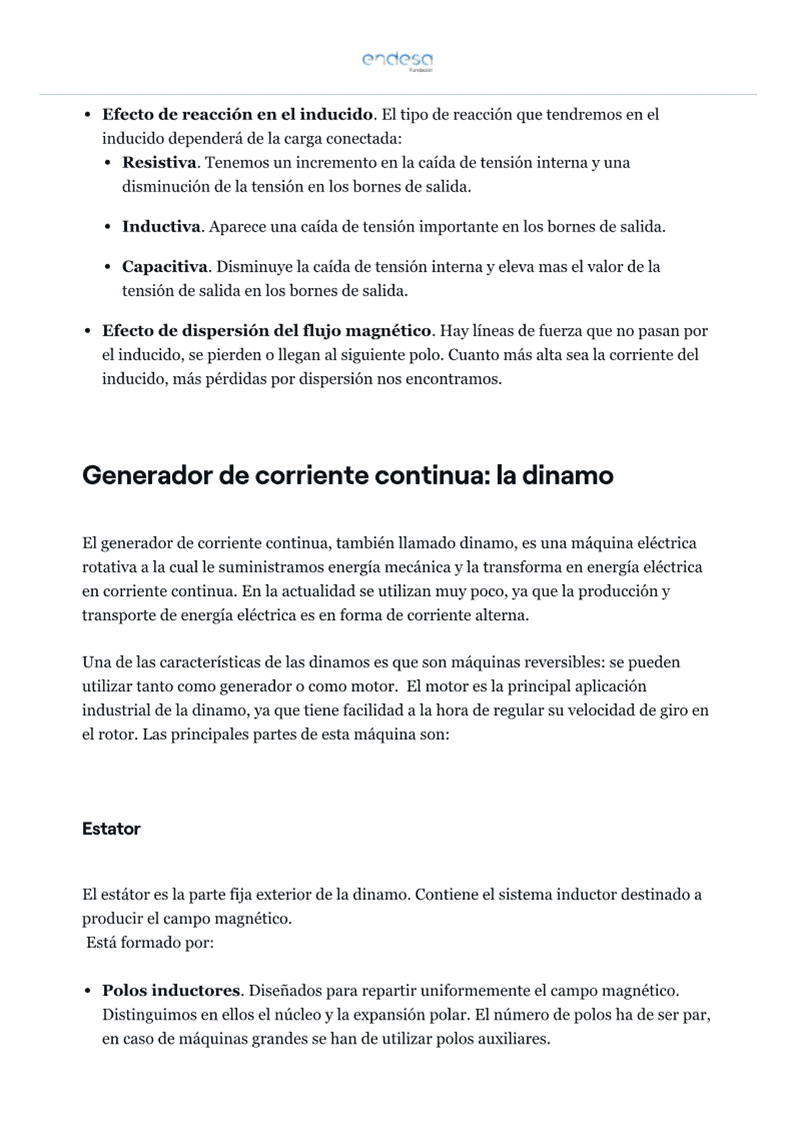 endesa
Fundación
• Efecto de reacción en el inducido. El tipo de reacción que tendremos en el
inducido dependerá de la carga conectada:
• Resistiva. Tenemos un incremento en la caída de tensión interna y una
disminución de la tensión en los bornes de salida.
• Inductiva. Aparece una caída de tensión importante en los bornes de salida.
• Capacitiva. Disminuye la caída de tensión interna y eleva mas el valor de la
tensión de salida en los bornes de salida.
• Efecto de dispersión del flujo magnético. Hay líneas de fuerza que no pasan por
el inducido, se pierden o llegan al siguiente polo. Cuanto más alta sea la corriente del
inducido, más pérdidas por dispersión nos encontramos.
Generador de corriente continua: la dinamo
El generador de corriente continua, también llamado dinamo, es una máquina eléctrica
rotativa a la cual le suministramos energía mecánica y la transforma en energía eléctrica
en corriente continua. En la actualidad se utilizan muy poco, ya que la producción y
transporte de energía eléctrica es en forma de corriente alterna.
Una de las características de las dinamos es que son máquinas reversibles: se pueden
utilizar tanto como generador o como motor.  El motor es la principal aplicación
industrial de la dinamo, ya que tiene facilidad a la hora de regular su velocidad de giro en
el rotor. Las principales partes de esta máquina son:
Estator
El estátor es la parte fija exterior de la dinamo. Contiene el sistema inductor destinado a
producir el campo magnético.
Está formado por:
• Polos inductores. Diseñados para repartir uniformemente el campo magnético.
Distinguimos en ellos el núcleo y la expansión polar. El número de polos ha de ser par,
en caso de máquinas grandes se han de utilizar polos auxiliares.